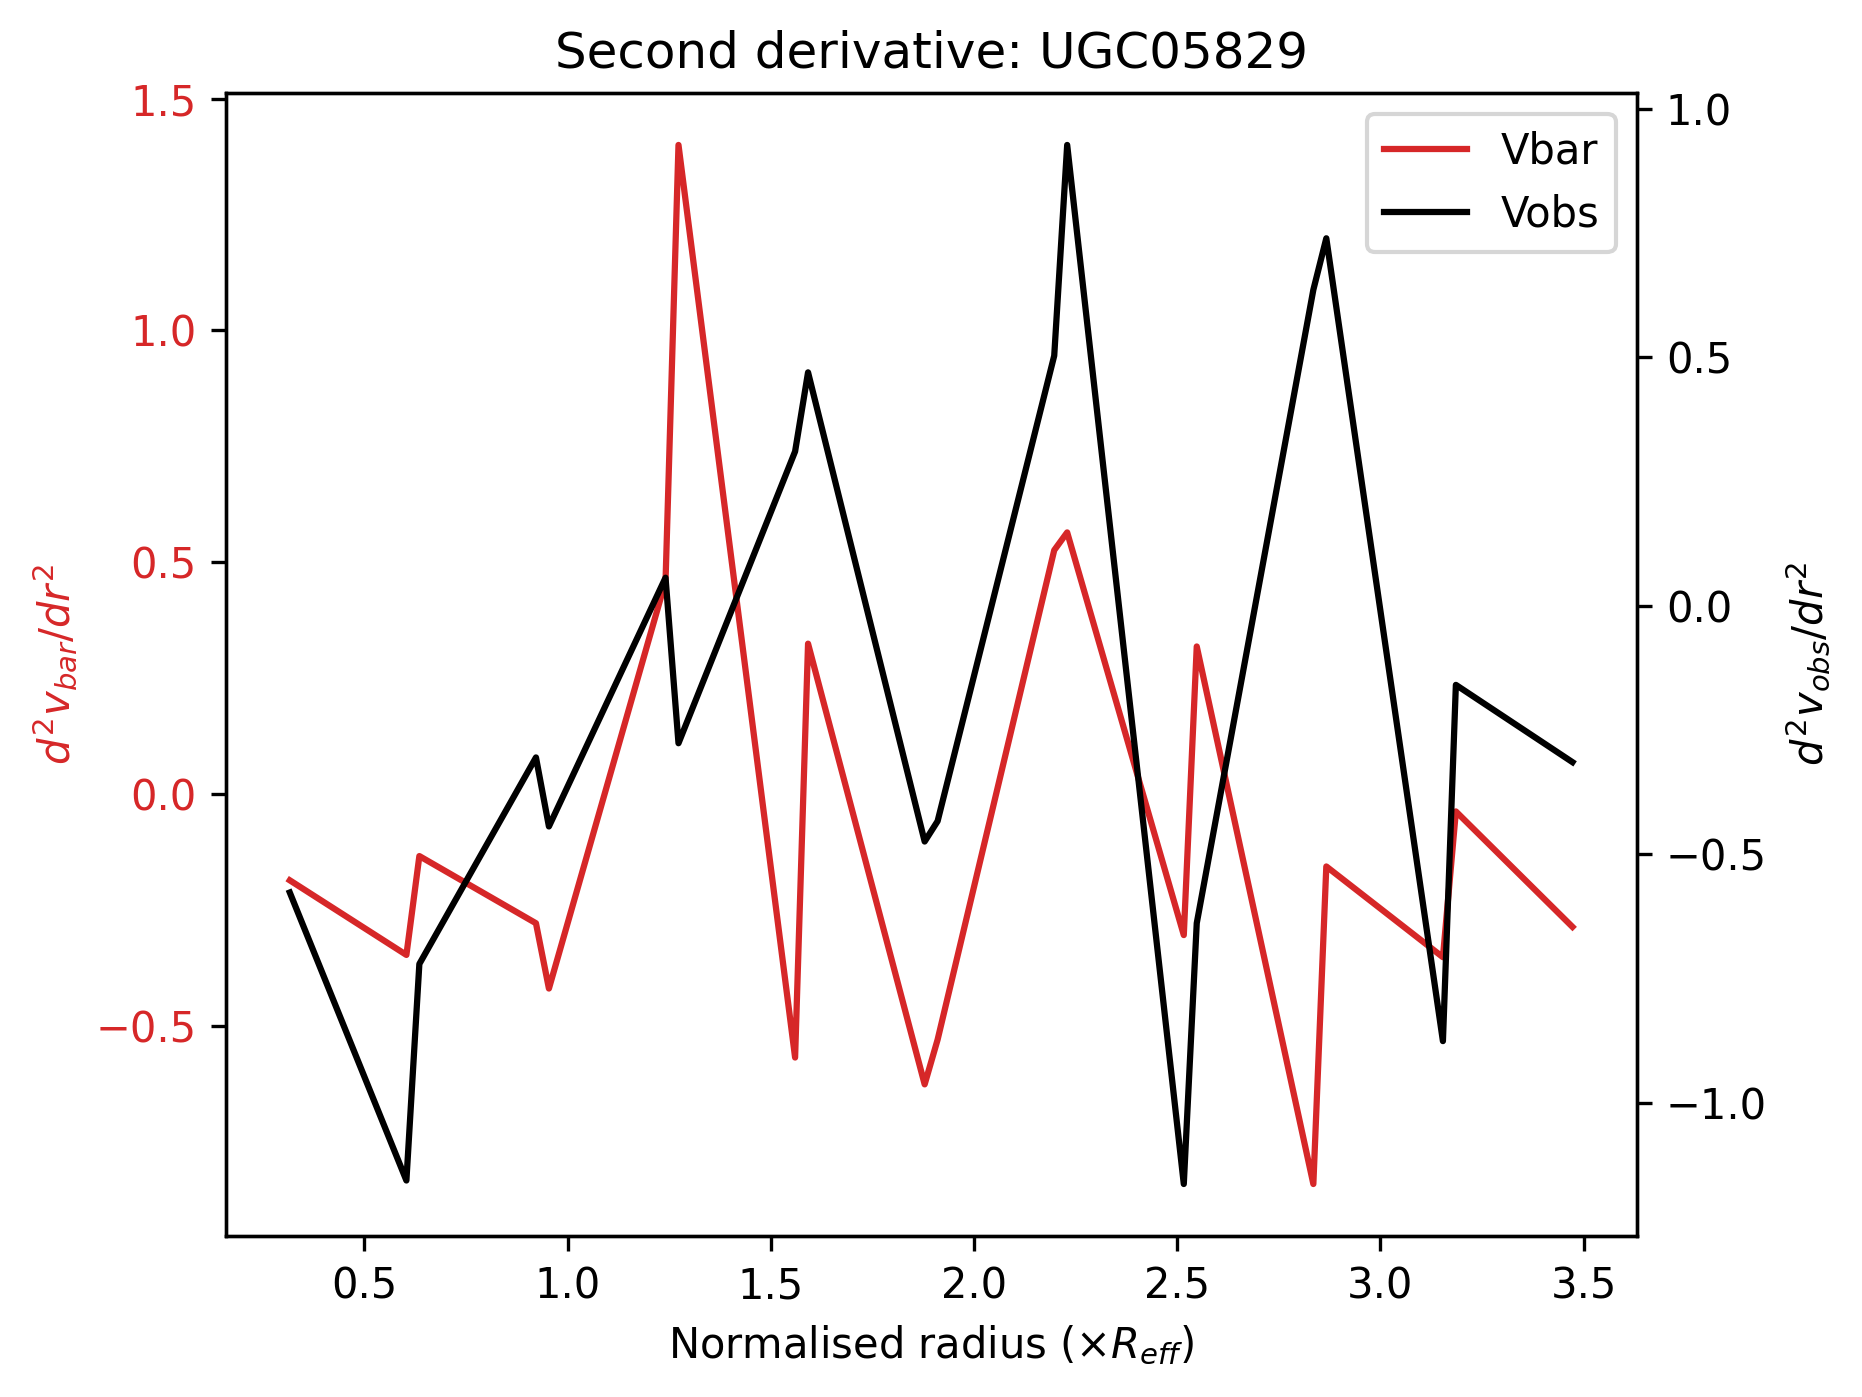 Second derivative: UGC05829
1.5
1.0
0.5
0.0
−0.5
d²v_bar/dr²
1.0
0.5
0.0
−0.5
−1.0
d²v_obs/dr²
Vbar
Vobs
0.5 1.0 1.5 2.0 2.5 3.0 3.5
Normalised radius (×R_eff)